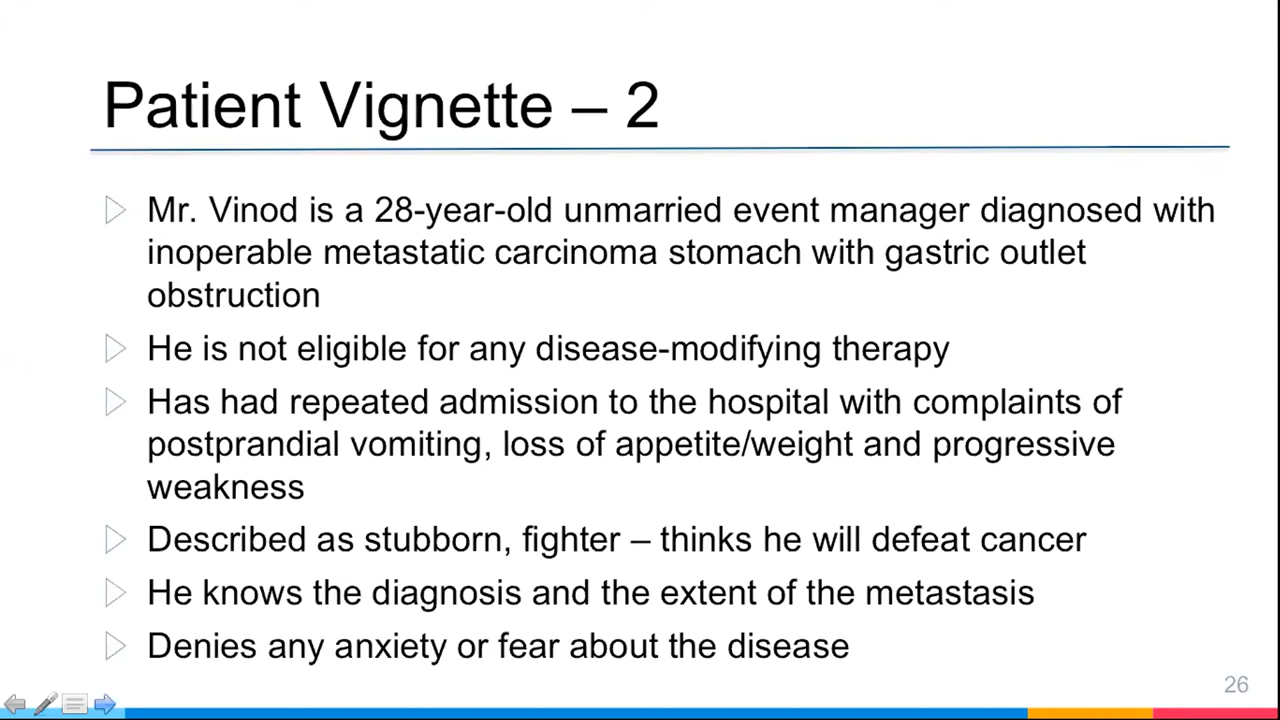 Patient Vignette – 2
Mr. Vinod is a 28-year-old unmarried event manager diagnosed with
inoperable metastatic carcinoma stomach with gastric outlet
obstruction
He is not eligible for any disease-modifying therapy
Has had repeated admission to the hospital with complaints of
postprandial vomiting, loss of appetite/weight and progressive
weakness
Described as stubborn, fighter – thinks he will defeat cancer
He knows the diagnosis and the extent of the metastasis
Denies any anxiety or fear about the disease
26